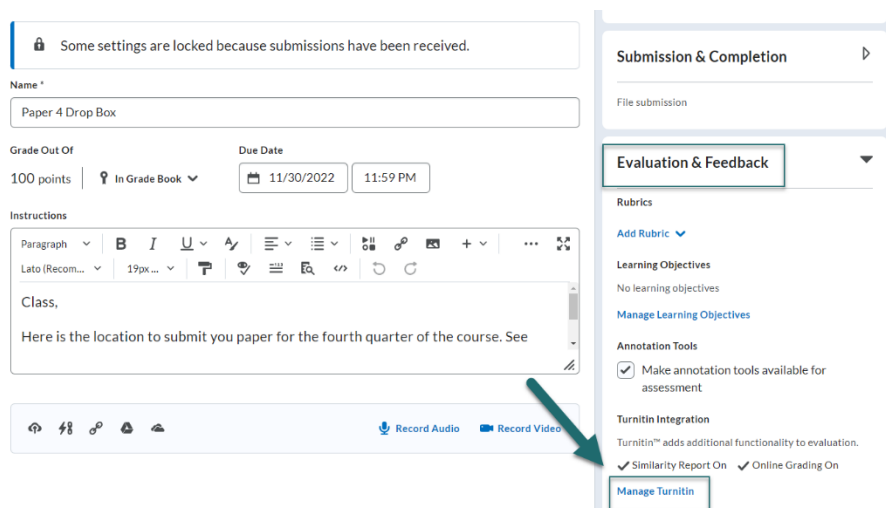 Some settings are locked because submissions have been received.
Name *
Paper 4 Drop Box
Grade Out Of
Due Date
100 points
In Grade Book
11/30/2022
11:59 PM
Instructions
Paragraph
B I U A
Lato (Recom...
19px ...
Class,
Here is the location to submit you paper for the fourth quarter of the course. See
Record Audio
Record Video
Submission & Completion
File submission
Evaluation & Feedback
Rubrics
Add Rubric
Learning Objectives
No learning objectives
Manage Learning Objectives
Annotation Tools
Make annotation tools available for
assessment
Turnitin Integration
Turnitin™ adds additional functionality to evaluation.
Similarity Report On Online Grading On
Manage Turnitin